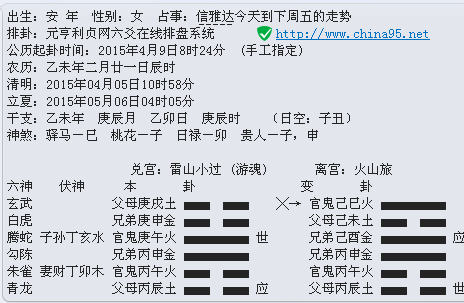 出生：安 年  性别：女  占事：信雅达今天到下周五的走势
排卦：元亨利贞网六爻在线排盘系统 http://www.china95.net
公历起卦时间：2015年4月9日8时24分 (手工指定)
农历：乙未年二月廿一日辰时
清明：2015年04月05日10时58分
立夏：2015年05月06日04时05分
干支：乙未年  庚辰月  乙卯日  庚辰时  (日空：子丑)
神煞：驿马—巳  桃花—子  日禄—卯  贵人—子，申
兑宫：雷山小过 (游魂) 离宫：火山旅
六神 伏神 本 卦 变 卦
玄武 父母庚戌土 ╳→ 官鬼己巳火
白虎 兄弟庚申金 父母己未土
螣蛇 子孙丁亥水 官鬼庚午火 世 兄弟己酉金 应
勾陈 兄弟丙申金 兄弟丙申金
朱雀 妻财丁卯木 官鬼丙午火 官鬼丙午火
青龙 父母丙辰土 应 父母丙辰土 世